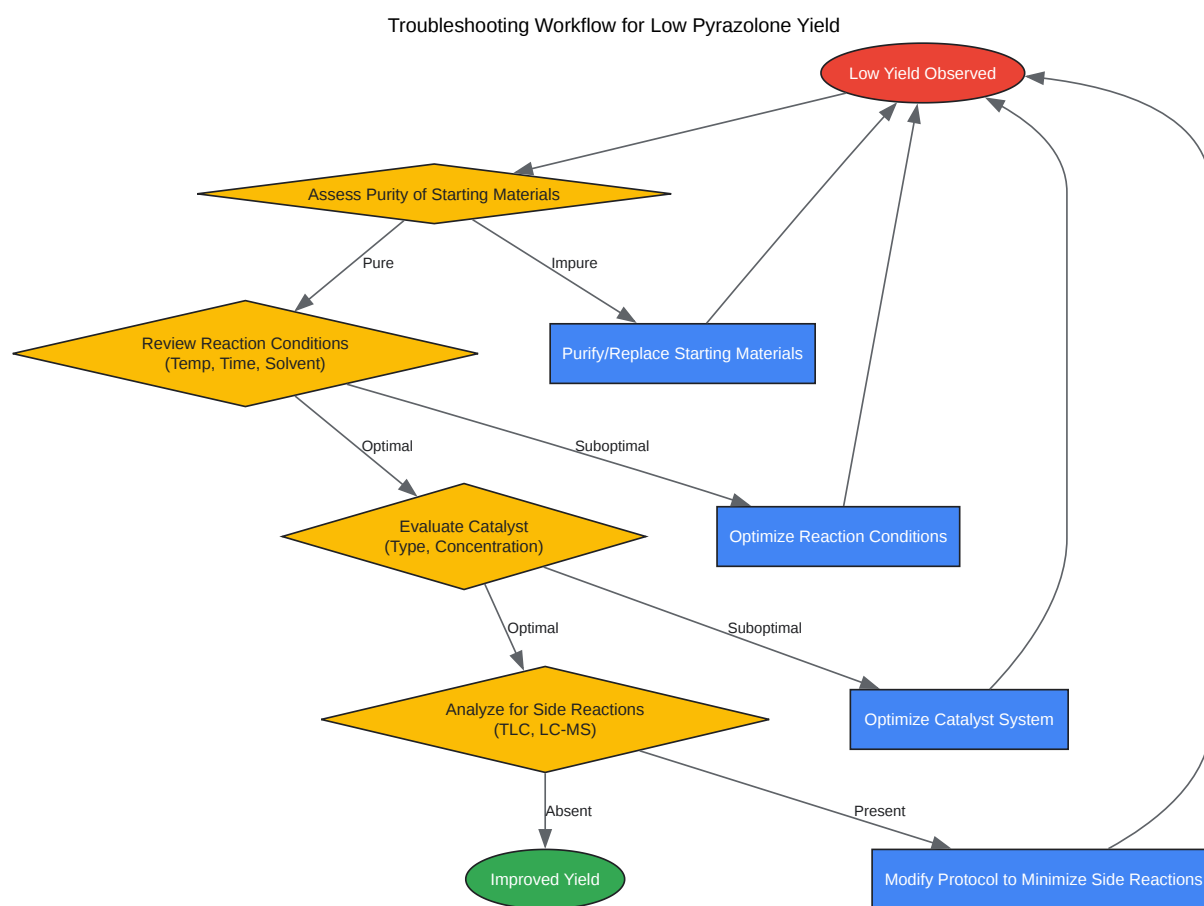 Troubleshooting Workflow for Low Pyrazolone Yield
Low Yield Observed
Assess Purity of Starting Materials
Pure
Impure
Review Reaction Conditions
(Temp, Time, Solvent)
Purify/Replace Starting Materials
Optimal
Suboptimal
Evaluate Catalyst
(Type, Concentration)
Optimize Reaction Conditions
Optimal
Suboptimal
Analyze for Side Reactions
(TLC, LC-MS)
Optimize Catalyst System
Absent
Present
Improved Yield
Modify Protocol to Minimize Side Reactions